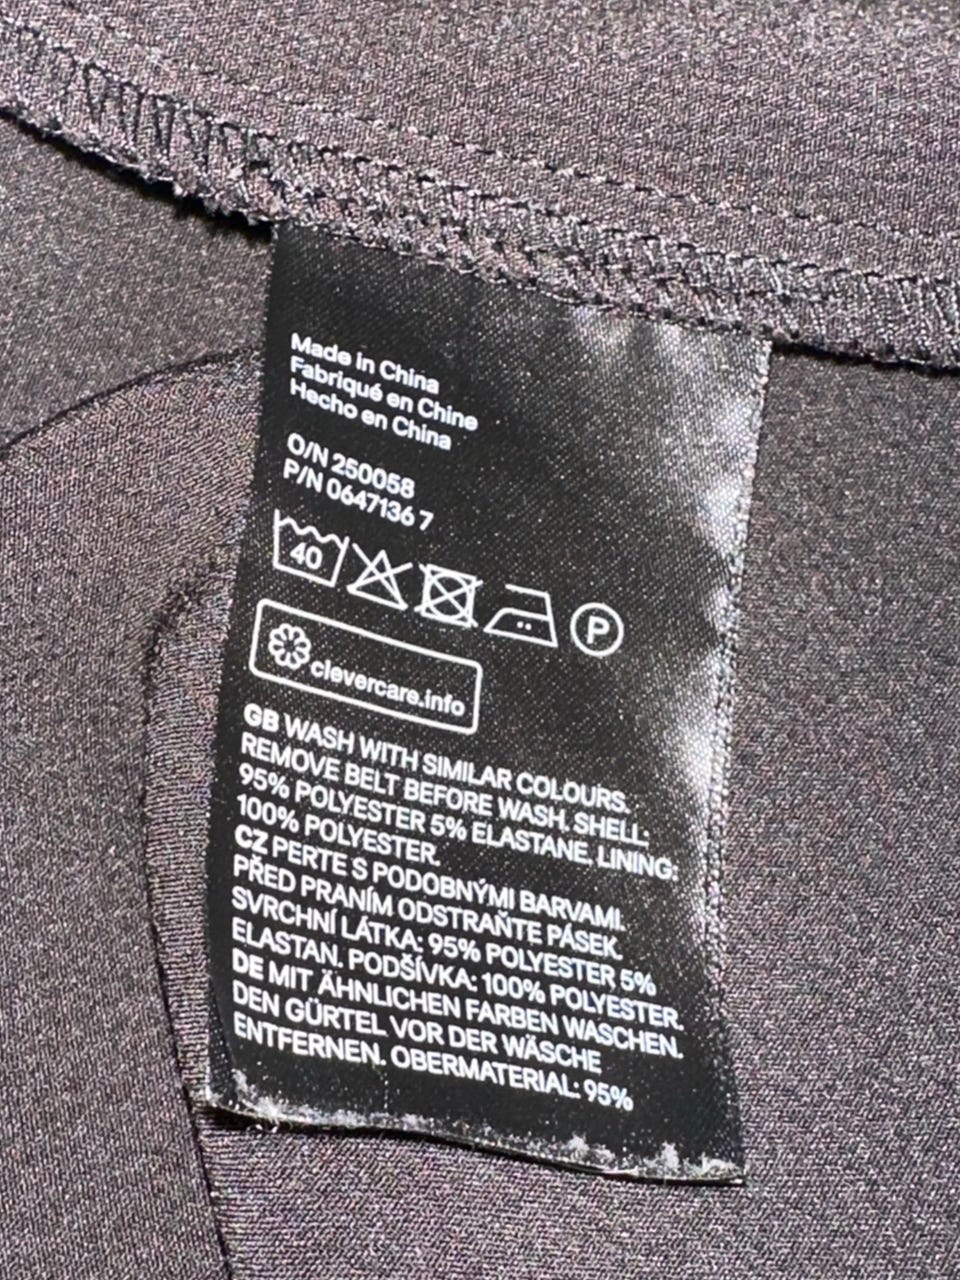 Made in China
Fabriqué en Chine
Hecho en China
O/N 250058
P/N 0647136 7
40
P
clevercare.info
GB WASH WITH SIMILAR COLOURS.
REMOVE BELT BEFORE WASH. SHELL:
95% POLYESTER 5% ELASTANE, LINING:
100% POLYESTER.
CZ PERTE S PODOBNÝMI BARVAMI.
PŘED PRANÍM ODSTRAŇTE PÁSEK.
SVRCHNÍ LÁTKA: 95% POLYESTER 5%
ELASTAN. PODŠÍVKA: 100% POLYESTER.
DE MIT ÄHNLICHEN FARBEN WASCHEN.
DEN GÜRTEL VOR DER WÄSCHE
ENTFERNEN. OBERMATERIAL: 95%